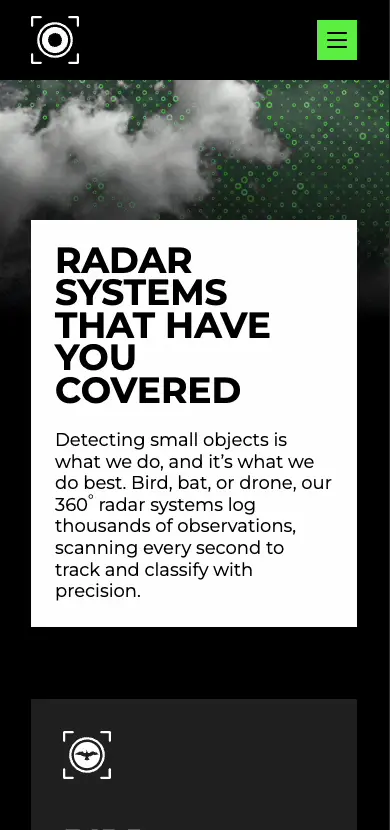 RADAR
SYSTEMS
THAT HAVE
YOU
COVERED
Detecting small objects is
what we do, and it’s what we
do best. Bird, bat, or drone, our
360° radar systems log
thousands of observations,
scanning every second to
track and classify with
precision.